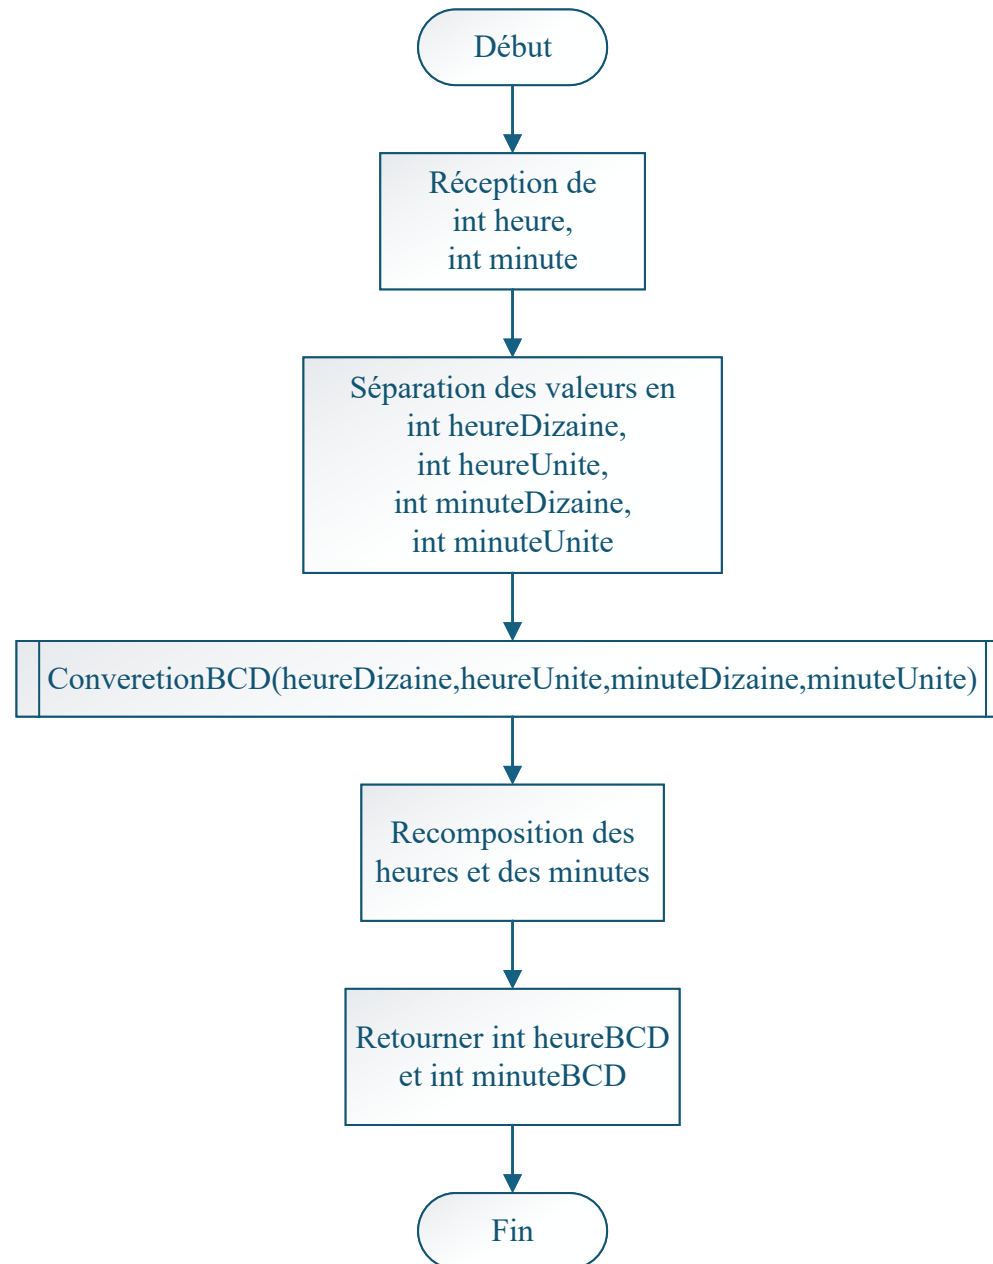 Début
Réception de
int heure,
int minute
Séparation des valeurs en
int heureDizaine,
int heureUnite,
int minuteDizaine,
int minuteUnite
ConveretionBCD(heureDizaine,heureUnite,minuteDizaine,minuteUnite)
Recomposition des
heures et des minutes
Retourner int heureBCD
et int minuteBCD
Fin